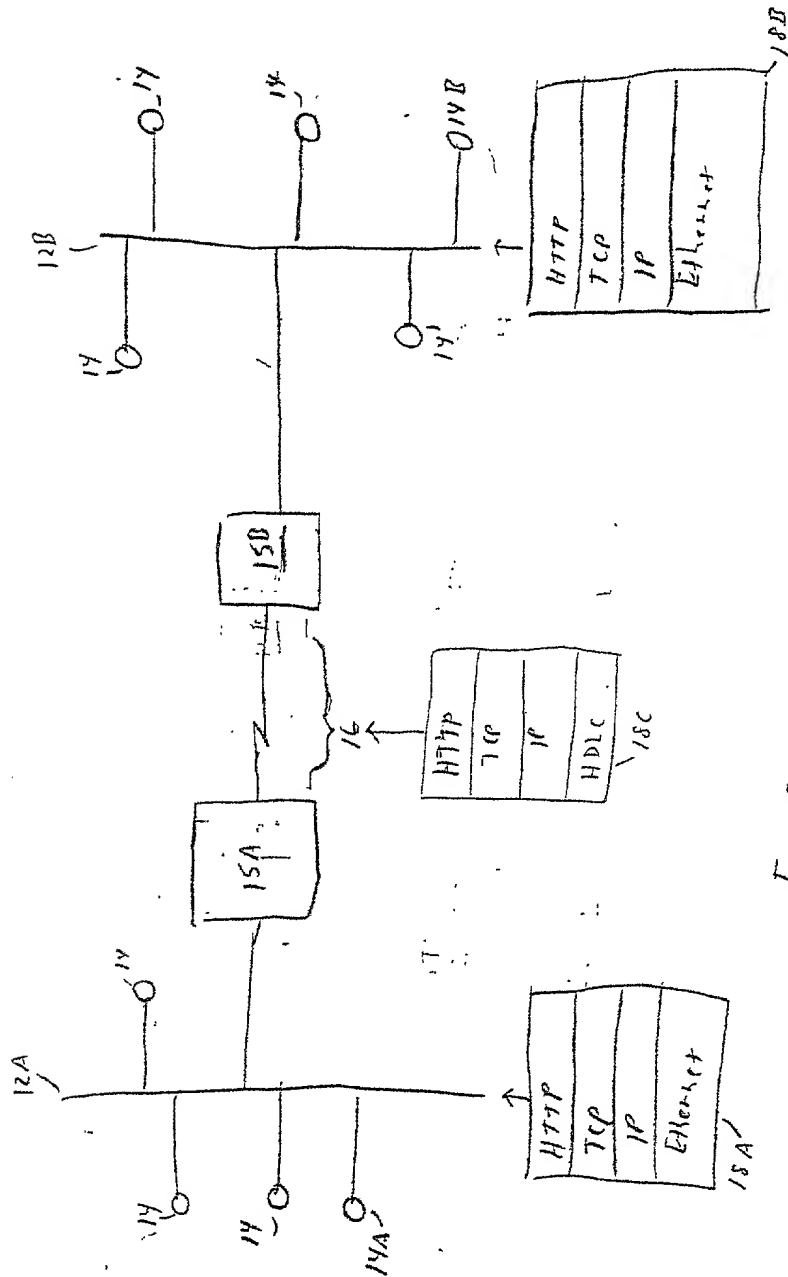 12A
14
14
14
14A
HTTP
TCP
IP
Ethernet
18A
15A
15B
16
HTTP
TCP
IP
HDLC
18C
12B
14
14
14
14
14B
HTTP
TCP
IP
Ethernet
18B